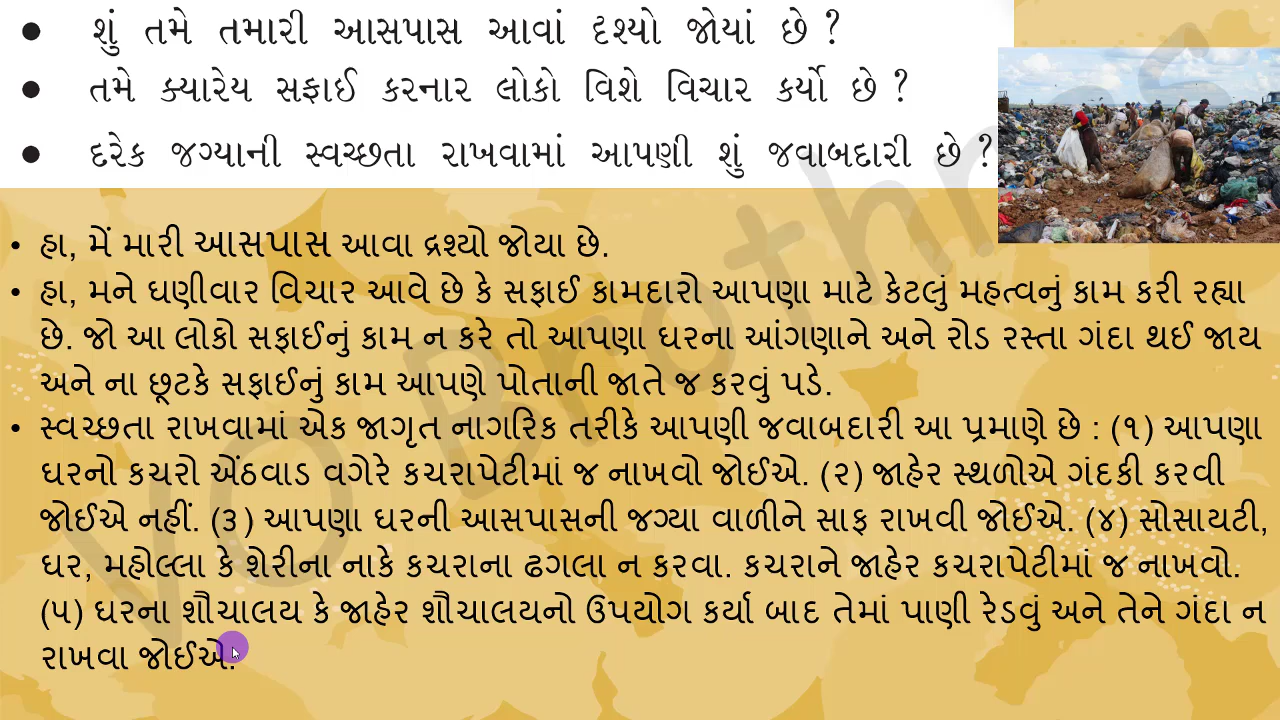 • શું તમે તમારી આસપાસ આવાં દૃશ્યો જોયાં છે ?
• તમે ક્યારેય સફાઈ કરનાર લોકો વિશે વિચાર કર્યો છે ?
• દરેક જગ્યાની સ્વચ્છતા રાખવામાં આપણી શું જવાબદારી છે ?
• હા, મેં મારી આસપાસ આવા દ્રશ્યો જોયા છે.
• હા, મને ઘણીવાર વિચાર આવે છે કે સફાઈ કામદારો આપણા માટે કેટલું મહત્વનું કામ કરી રહ્યા
છે. જો આ લોકો સફાઈનું કામ ન કરે તો આપણા ઘરના આંગણાને અને રોડ રસ્તા ગંદા થઈ જાય
અને ના છૂટકે સફાઈનું કામ આપણે પોતાની જાતે જ કરવું પડે.
• સ્વચ્છતા રાખવામાં એક જાગૃત નાગરિક તરીકે આપણી જવાબદારી આ પ્રમાણે છે : (૧) આપણા
ઘરનો કચરો એંઠવાડ વગેરે કચરાપેટીમાં જ નાખવો જોઈએ. (૨) જાહેર સ્થળોએ ગંદકી કરવી
જોઈએ નહીં. (૩) આપણા ઘરની આસપાસની જગ્યા વાળીને સાફ રાખવી જોઈએ. (૪) સોસાયટી,
ઘર, મહોલ્લા કે શેરીના નાકે કચરાના ઢગલા ન કરવા. કચરાને જાહેર કચરાપેટીમાં જ નાખવો.
(૫) ઘરના શૌચાલય કે જાહેર શૌચાલયનો ઉપયોગ કર્યા બાદ તેમાં પાણી રેડવું અને તેને ગંદા ન
રાખવા જોઈએ.